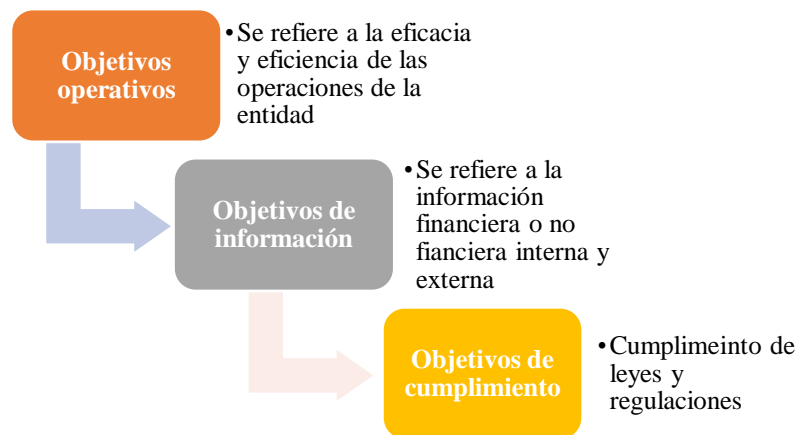 Objetivos
operativos
•Se refiere a la eficacia
y eficiencia de las
operaciones de la
entidad
Objetivos de
información
•Se refiere a la
información
financiera o no
fianciera interna y
externa
Objetivos de
cumplimiento
•Cumplimeinto de
leyes y
regulaciones